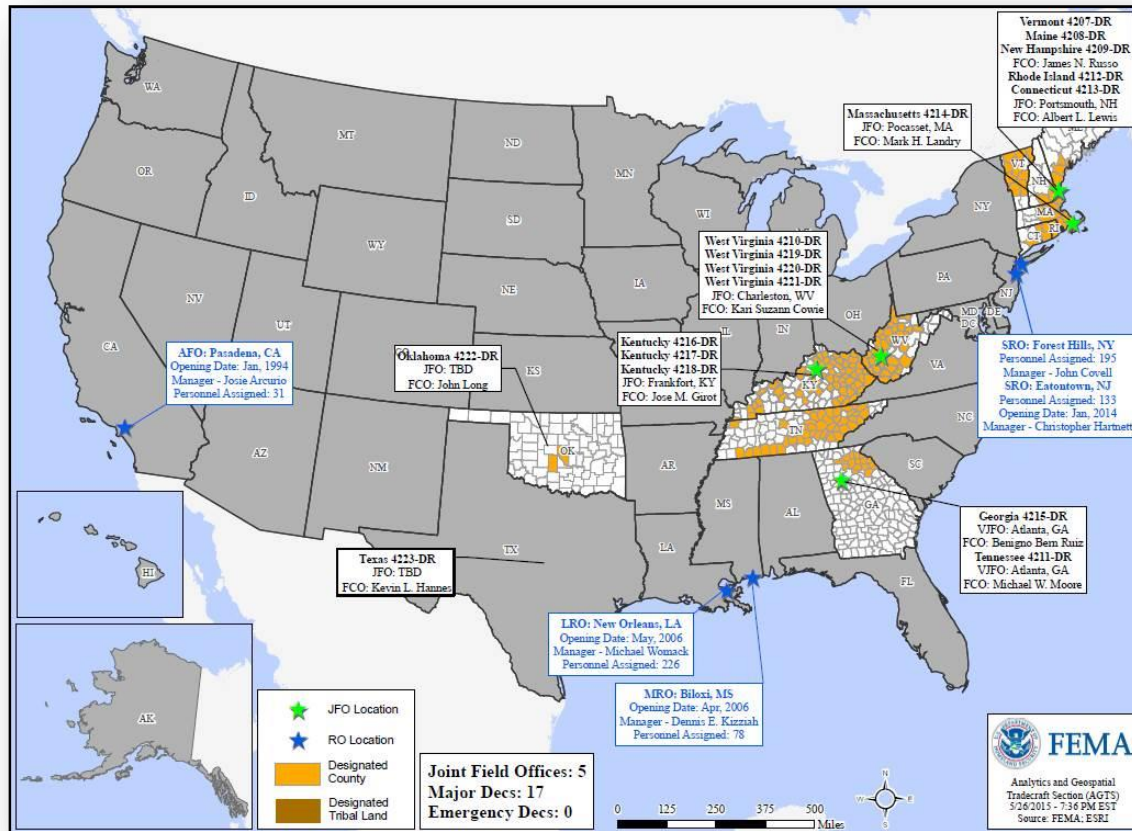 Vermont 4207-DR
Maine 4208-DR
New Hampshire 4209-DR
FCO: James N. Russo
Rhode Island 4212-DR
Connecticut 4213-DR
JFO: Portsmouth, NH
FCO: Albert L. Lewis
Massachusetts 4214-DR
JFO: Pocasset, MA
FCO: Mark H. Landry
West Virginia 4210-DR
West Virginia 4219-DR
West Virginia 4220-DR
West Virginia 4221-DR
JFO: Charleston, WV
FCO: Kari Suzann Cowie
Kentucky 4216-DR
Kentucky 4217-DR
Kentucky 4218-DR
JFO: Frankfort, KY
FCO: Jose M. Girot
Oklahoma 4222-DR
JFO: TBD
FCO: John Long
AFO: Pasadena, CA
Opening Date: Jan, 1994
Manager - Josie Arcurio
Personnel Assigned: 31
SRO: Forest Hills, NY
Personnel Assigned: 195
Manager - John Covell
SRO: Eatontown, NJ
Personnel Assigned: 133
Opening Date: Jan, 2014
Manager - Christopher Hartnett
Georgia 4215-DR
VJFO: Atlanta, GA
FCO: Benigno Bern Ruiz
Tennessee 4211-DR
VJFO: Atlanta, GA
FCO: Michael W. Moore
Texas 4223-DR
JFO: TBD
FCO: Kevin L. Hannes
LRO: New Orleans, LA
Opening Date: May, 2006
Manager - Michael Womack
Personnel Assigned: 226
MRO: Biloxi, MS
Opening Date: Apr, 2006
Manager - Dennis E. Kizziah
Personnel Assigned: 78
WA
MT
ND
MN
OR
ID
SD
WI
WY
NV
UT
NE
IA
CA
KS
IL
IN
OH
PA
NY
VT
NH
MA
CT
RI
NJ
MD
DE
DC
WV
VA
KY
TN
NC
SC
GA
AL
MS
AR
OK
LA
TX
NM
AZ
FL
HI
AK
JFO Location
RO Location
Designated County
Designated Tribal Land
Joint Field Offices: 5
Major Decs: 17
Emergency Decs: 0
N
0 125 250 375 500
Miles
FEMA
Analytics and Geospatial
Tradecraft Section (AGTS)
5/26/2015 - 7:36 PM EST
Source: FEMA; ESRI